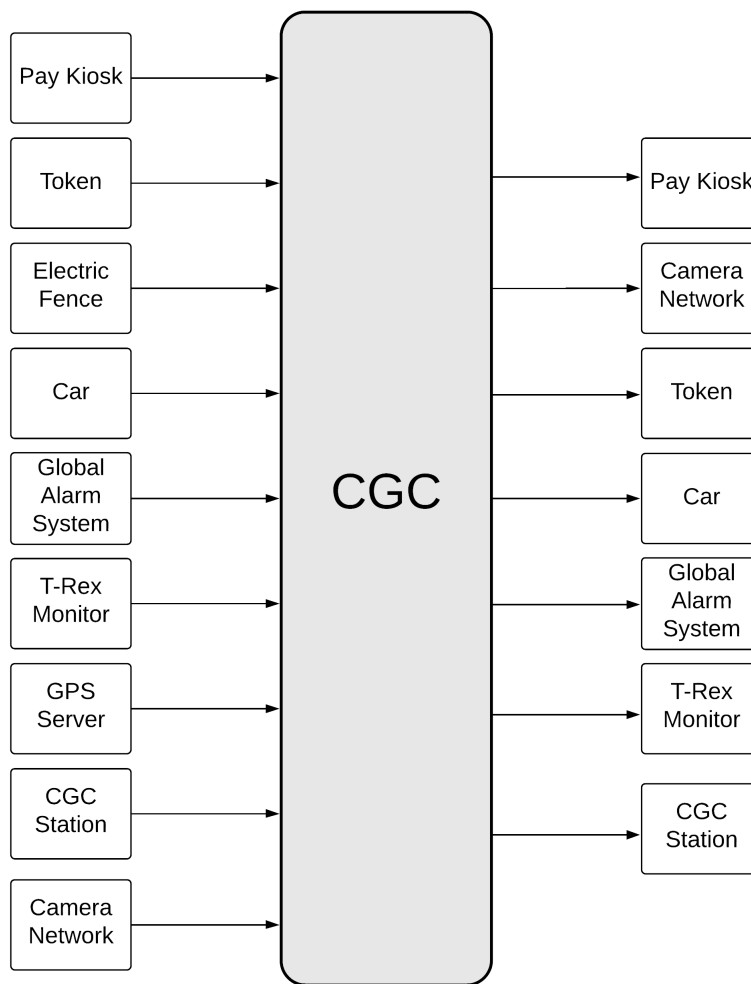 Pay Kiosk
Token
Electric
Fence
Car
Global
Alarm
System
T-Rex
Monitor
GPS
Server
CGC
Station
Camera
Network
CGC
Pay Kiosk
Camera
Network
Token
Car
Global
Alarm
System
T-Rex
Monitor
CGC
Station